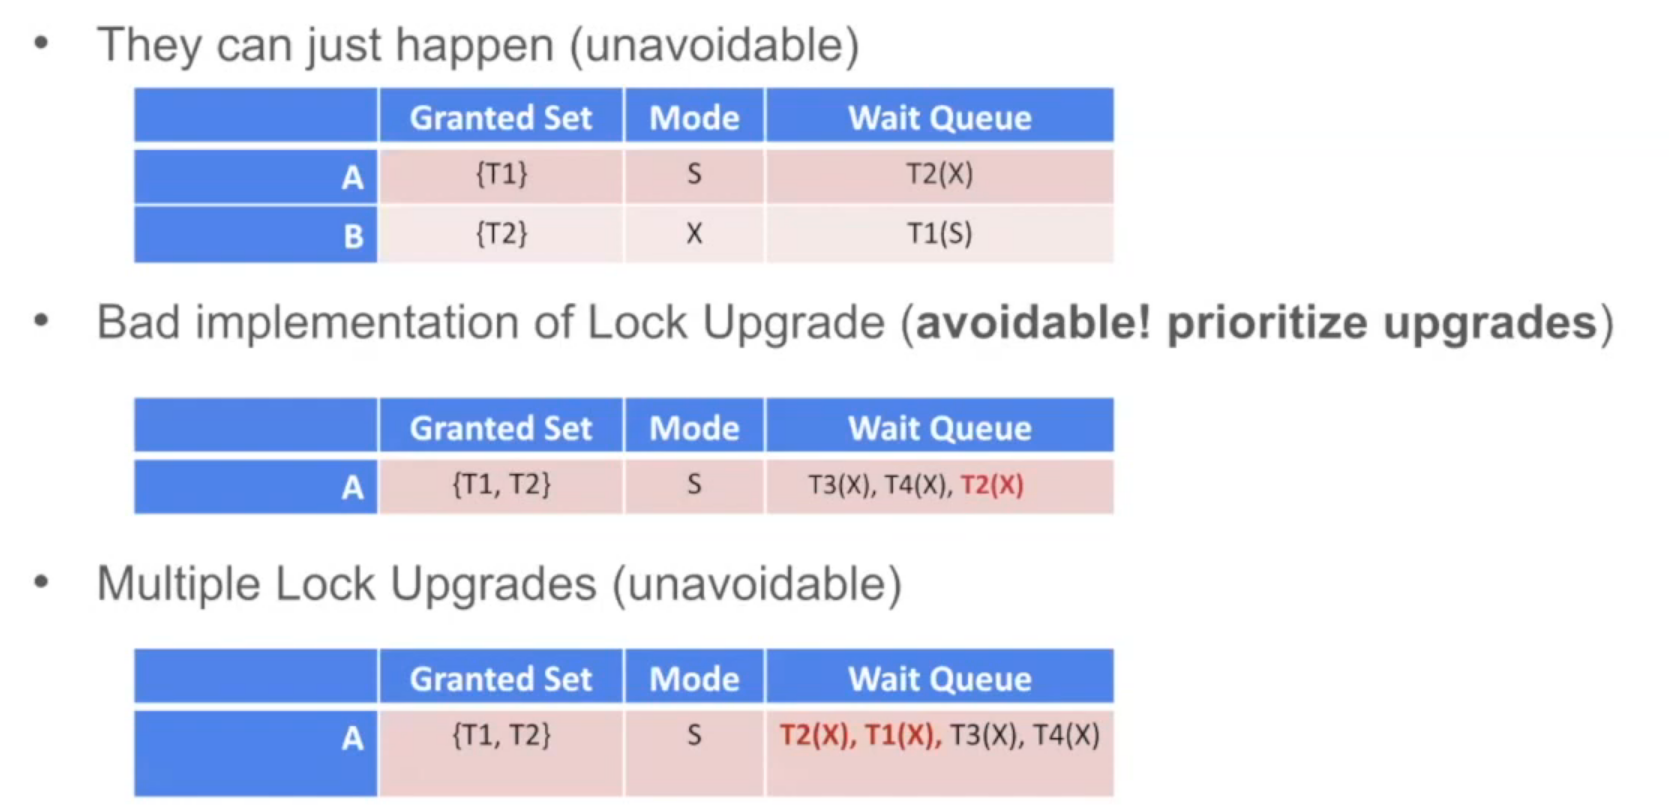 • They can just happen (unavoidable)
Granted Set Mode Wait Queue
A {T1} S T2(X)
B {T2} X T1(S)
• Bad implementation of Lock Upgrade (avoidable! prioritize upgrades)
Granted Set Mode Wait Queue
A {T1, T2} S T3(X), T4(X), T2(X)
• Multiple Lock Upgrades (unavoidable)
Granted Set Mode Wait Queue
A {T1, T2} S T2(X), T1(X), T3(X), T4(X)